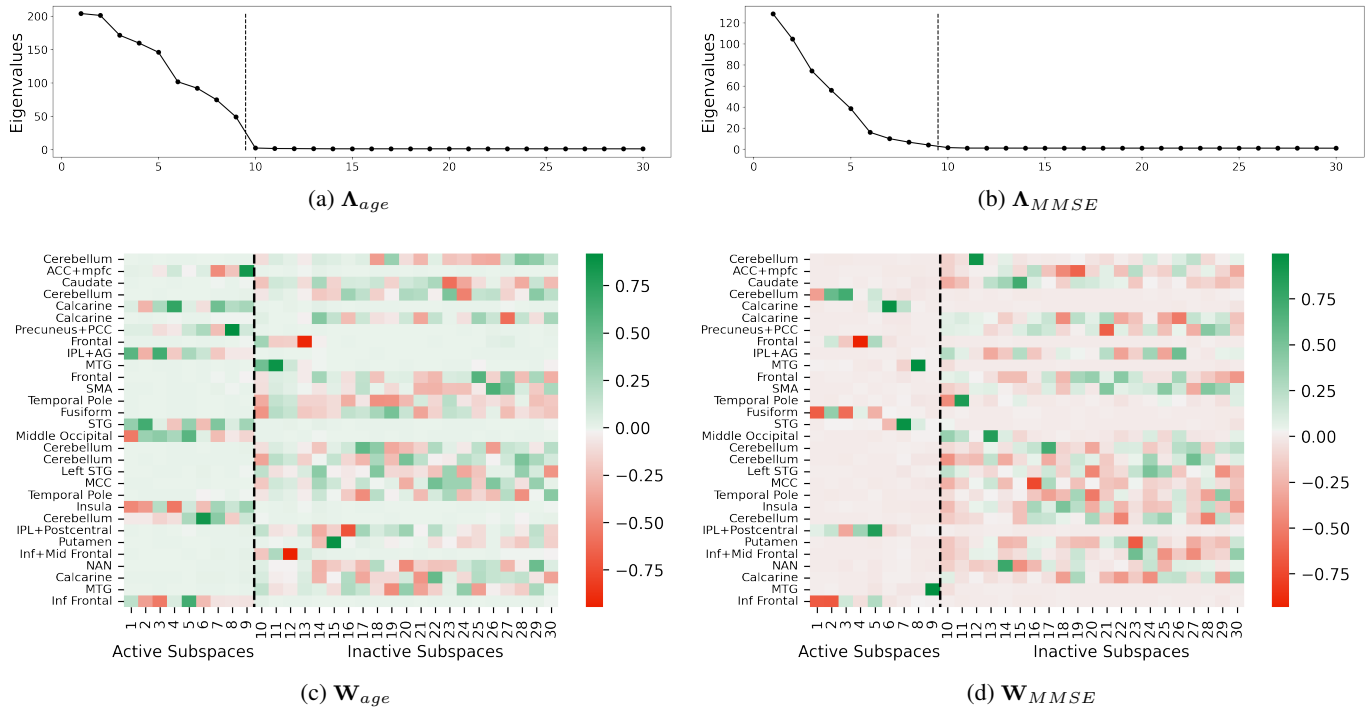 200
150
100
50
0
Eigenvalues
0 5 10 15 20 25 30
(a) Λage
120
100
80
60
40
20
0
Eigenvalues
0 5 10 15 20 25 30
(b) ΛMMSE
Cerebellum
ACC+mpfc
Caudate
Cerebellum
Calcarine
Calcarine
Precuneus+PCC
Frontal
IPL+AG
MTG
Frontal
SMA
Temporal Pole
Fusiform
STG
Middle Occipital
Cerebellum
Cerebellum
Left STG
MCC
Temporal Pole
Insula
Cerebellum
IPL+Postcentral
Putamen
Inf+Mid Frontal
NAN
Calcarine
MTG
Inf Frontal
1 2 3 4 5 6 7 8 9 10 11 12 13 14 15 16 17 18 19 20 21 22 23 24 25 26 27 28 29 30
Active Subspaces Inactive Subspaces
0.75
0.50
0.25
0.00
−0.25
−0.50
−0.75
(c) Wage
Cerebellum
ACC+mpfc
Caudate
Cerebellum
Calcarine
Calcarine
Precuneus+PCC
Frontal
IPL+AG
MTG
Frontal
SMA
Temporal Pole
Fusiform
STG
Middle Occipital
Cerebellum
Cerebellum
Left STG
MCC
Temporal Pole
Insula
Cerebellum
IPL+Postcentral
Putamen
Inf+Mid Frontal
NAN
Calcarine
MTG
Inf Frontal
1 2 3 4 5 6 7 8 9 10 11 12 13 14 15 16 17 18 19 20 21 22 23 24 25 26 27 28 29 30
Active Subspaces Inactive Subspaces
0.75
0.50
0.25
0.00
−0.25
−0.50
−0.75
(d) WMMSE